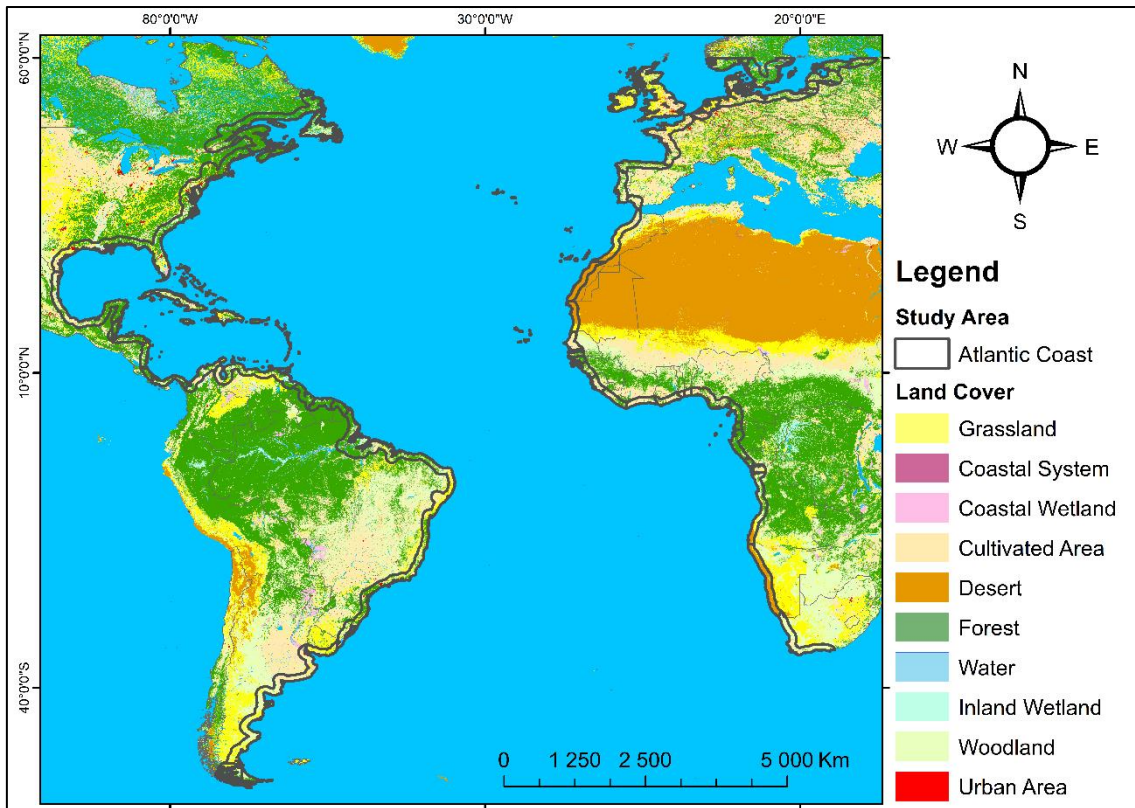 80°0'0"W
30°0'0"W
20°0'0"E
60°0'0"N
10°0'0"N
40°0'0"S
N
W
E
S
Legend
Study Area
Atlantic Coast
Land Cover
Grassland
Coastal System
Coastal Wetland
Cultivated Area
Desert
Forest
Water
Inland Wetland
Woodland
Urban Area
0 1 250 2 500 5 000 Km